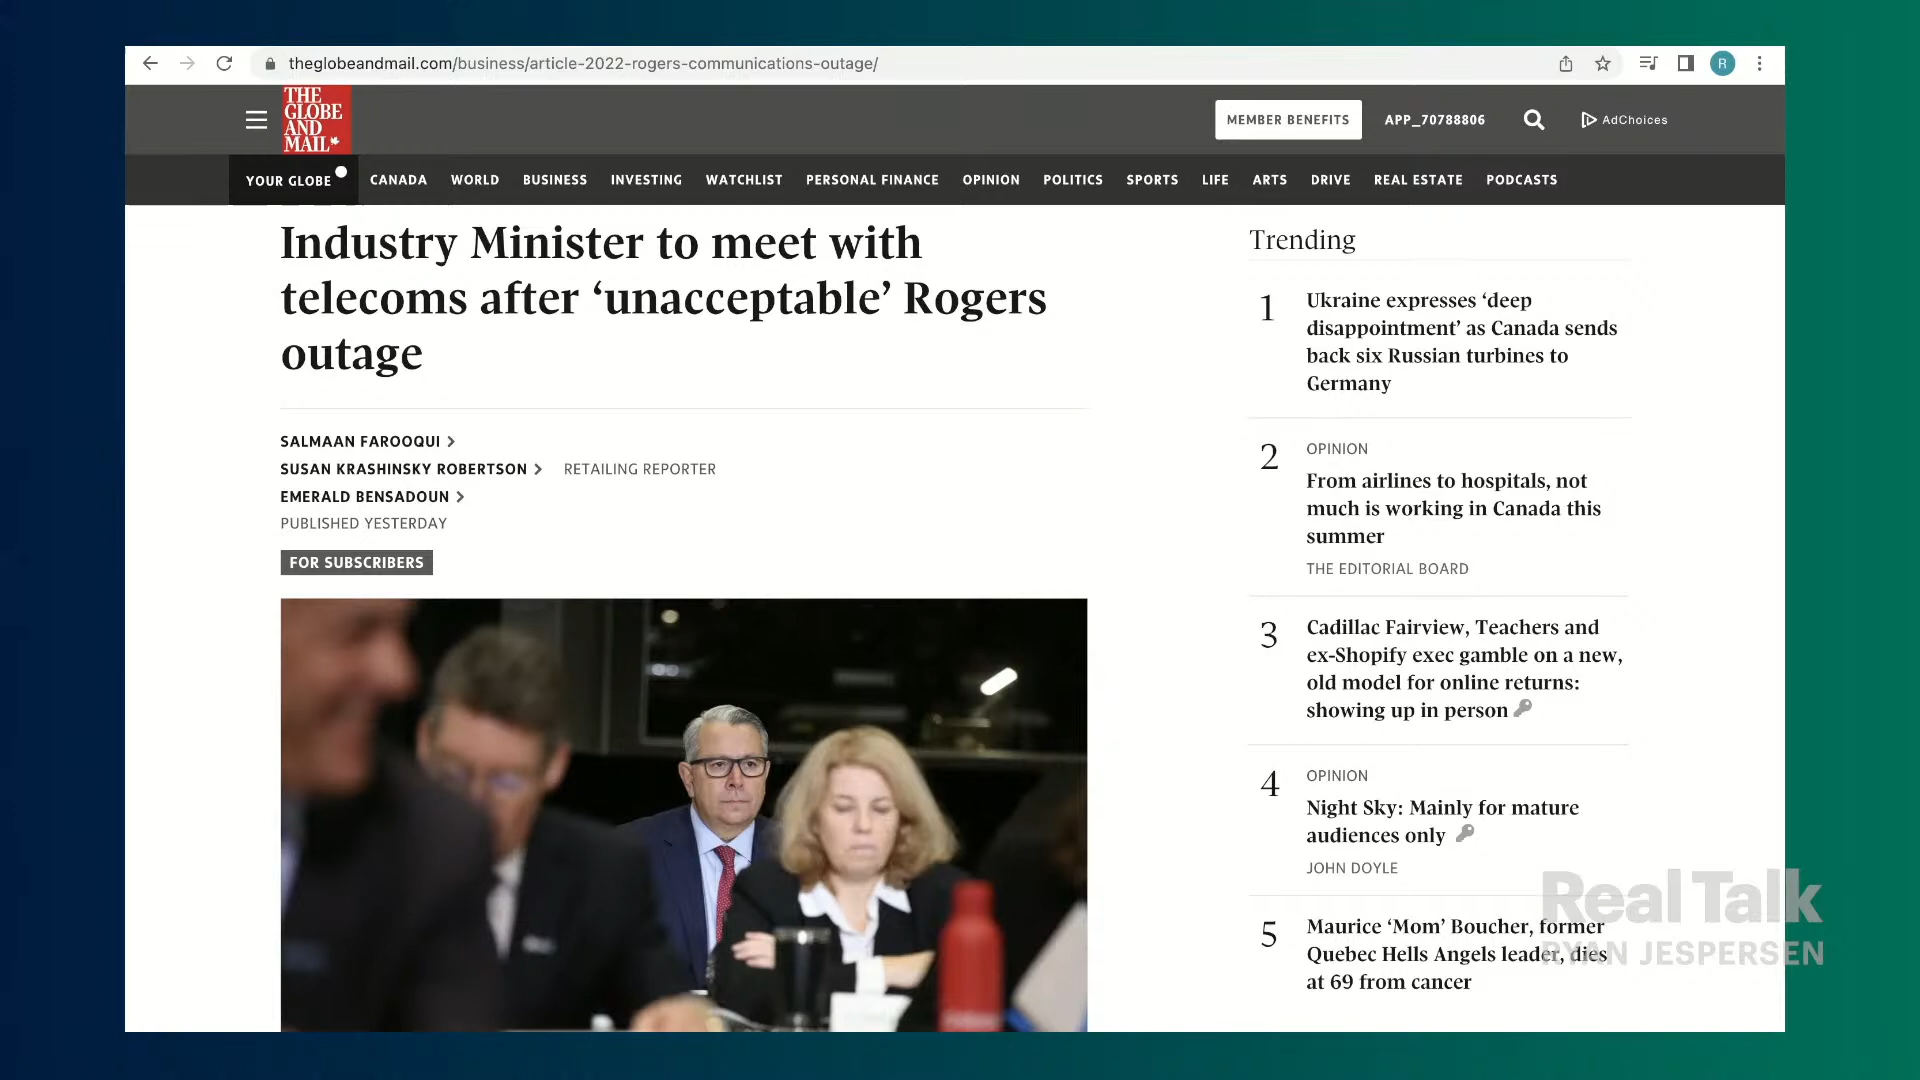 theglobeandmail.com/business/article-2022-rogers-communications-outage/
R
THE
GLOBE
AND
MAIL
MEMBER BENEFITS
APP_70788806
AdChoices
YOUR GLOBE
CANADA
WORLD
BUSINESS
INVESTING
WATCHLIST
PERSONAL FINANCE
OPINION
POLITICS
SPORTS
LIFE
ARTS
DRIVE
REAL ESTATE
PODCASTS
Industry Minister to meet with
telecoms after ‘unacceptable’ Rogers
outage
SALMAAN FAROOQUI
SUSAN KRASHINSKY ROBERTSON RETAILING REPORTER
EMERALD BENSADOUN
PUBLISHED YESTERDAY
FOR SUBSCRIBERS
Trending
1
Ukraine expresses ‘deep
disappointment’ as Canada sends
back six Russian turbines to
Germany
2
OPINION
From airlines to hospitals, not
much is working in Canada this
summer
THE EDITORIAL BOARD
3
Cadillac Fairview, Teachers and
ex-Shopify exec gamble on a new,
old model for online returns:
showing up in person
4
OPINION
Night Sky: Mainly for mature
audiences only
JOHN DOYLE
5
Maurice ‘Mom’ Boucher, former
Quebec Hells Angels leader, dies
at 69 from cancer
Real Talk
RYAN JESPERSEN